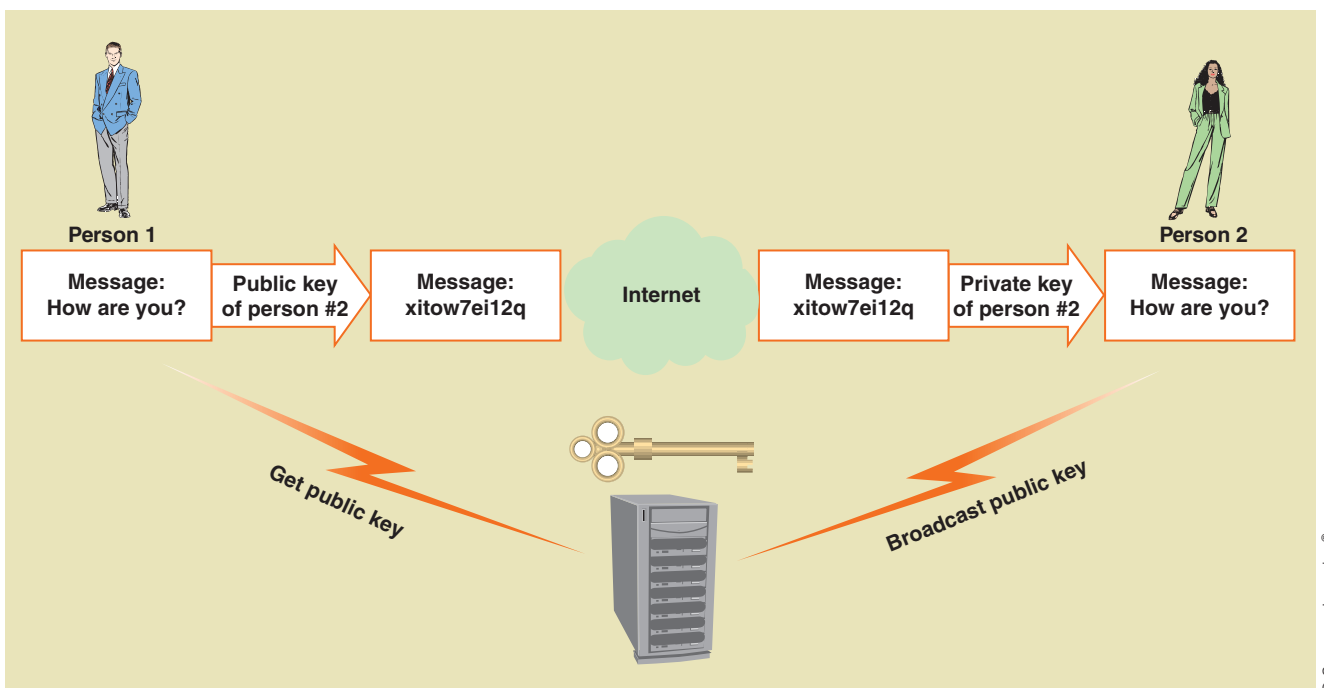 Person 1
Message:
How are you?
Public key
of person #2
Message:
xitow7ei12q
Internet
Message:
xitow7ei12q
Private key
of person #2
Person 2
Message:
How are you?
Get public key
Broadcast public key